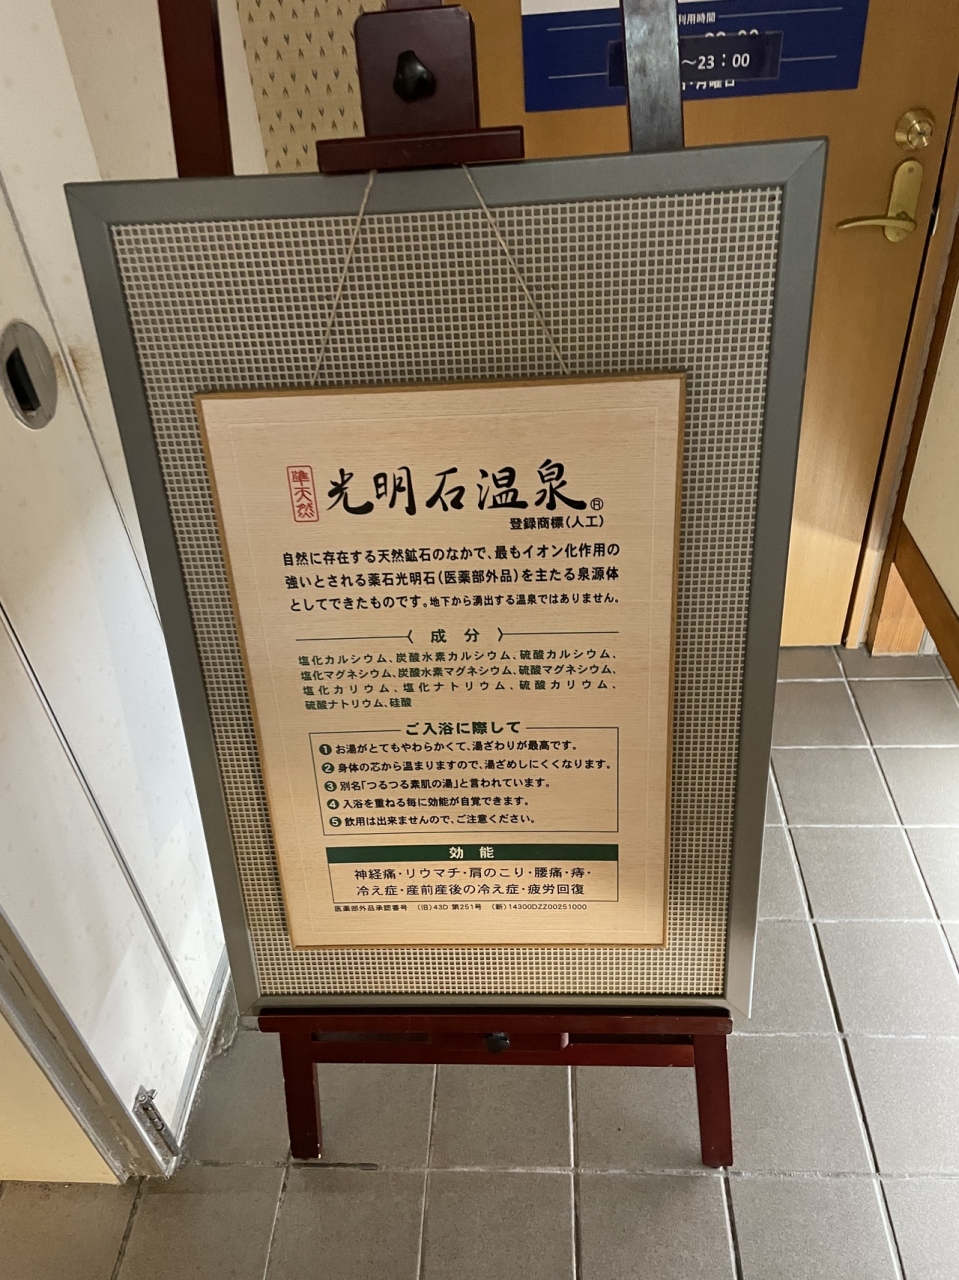 利用時間
～23：00
月曜日
準天然
光明石温泉®
登録商標(人工)
自然に存在する天然鉱石のなかで、最もイオン化作用の
強いとされる薬石光明石(医薬部外品)を主たる泉源体
としてできたものです。地下から湧出する温泉ではありません。
成分
塩化カルシウム、炭酸水素カルシウム、硫酸カルシウム、
塩化マグネシウム、炭酸水素マグネシウム、硫酸マグネシウム、
塩化カリウム、塩化ナトリウム、硫酸カリウム、
硫酸ナトリウム、硅酸
ご入浴に際して
❶お湯がとてもやわらかくて、湯ざわりが最高です。
❷身体の芯から温まりますので、湯ざめしにくくなります。
❸別名「つるつる素肌の湯」と言われています。
❹入浴を重ねる毎に効能が自覚できます。
❺飲用は出来ませんので、ご注意ください。
効能
神経痛・リウマチ・肩のこり・腰痛・痔・
冷え症・産前産後の冷え症・疲労回復
医薬部外品承認番号 (旧)43D 第251号 (新)14300DZZ00251000